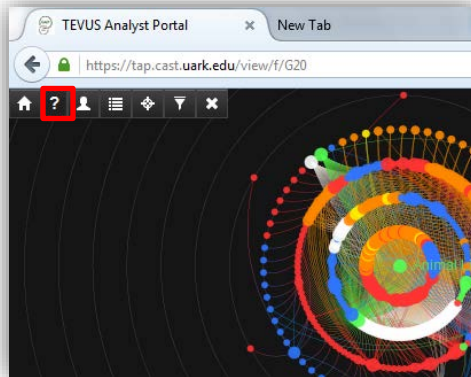 TEVUS Analyst Portal
New Tab
https://tap.cast.uark.edu/view/f/G20
?
Animal